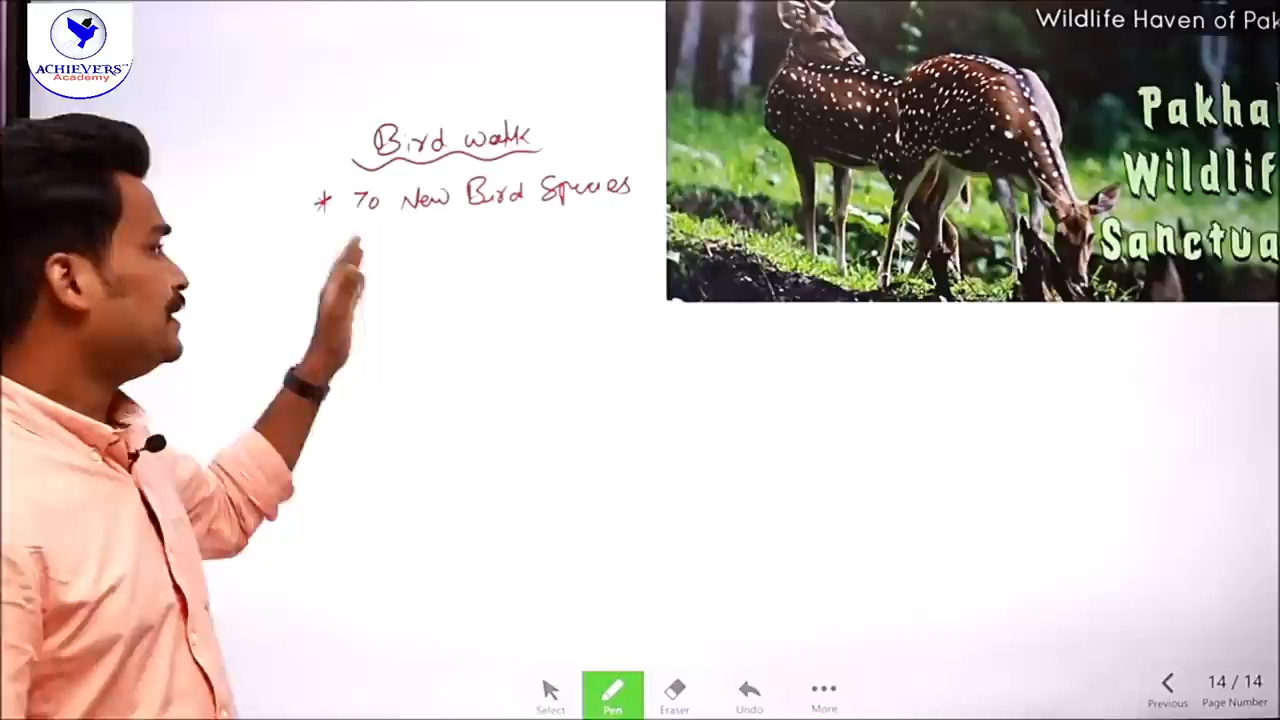 ACHIEVERS
Academy
Bird walk
* 70 New Bird Species
Wildlife Haven of Pak
Pakhal
Wildlif
Sanctua
Select
Pen
Eraser
Undo
More
Previous
14 / 14
Page Number